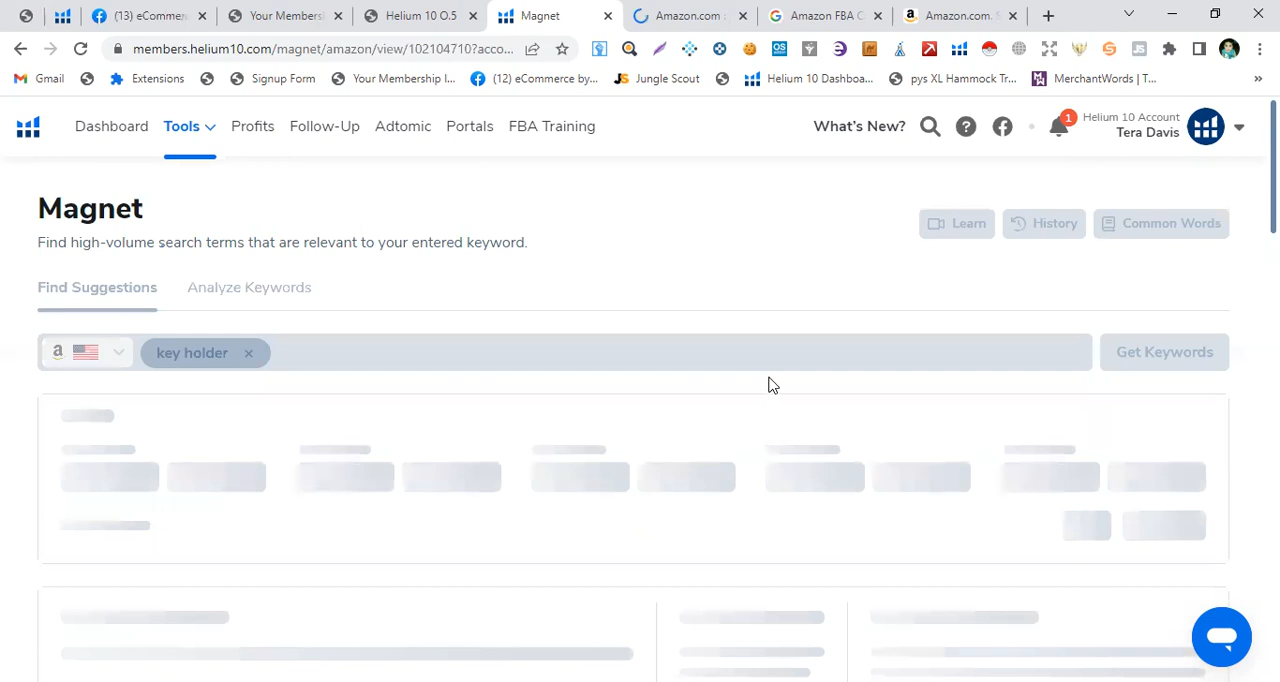 (13) eCommer
Your Members
Helium 10 O.5
Magnet
Amazon.com :
Amazon FBA C
Amazon.com. S
members.helium10.com/magnet/amazon/view/102104710?acco...
Gmail
Extensions
Signup Form
Your Membership I...
(12) eCommerce by...
Jungle Scout
Helium 10 Dashboa...
pys XL Hammock Tr...
MerchantWords | T...
Dashboard
Tools
Profits
Follow-Up
Adtomic
Portals
FBA Training
What's New?
1
Helium 10 Account
Tera Davis
Magnet
Find high-volume search terms that are relevant to your entered keyword.
Learn
History
Common Words
Find Suggestions
Analyze Keywords
key holder
Get Keywords